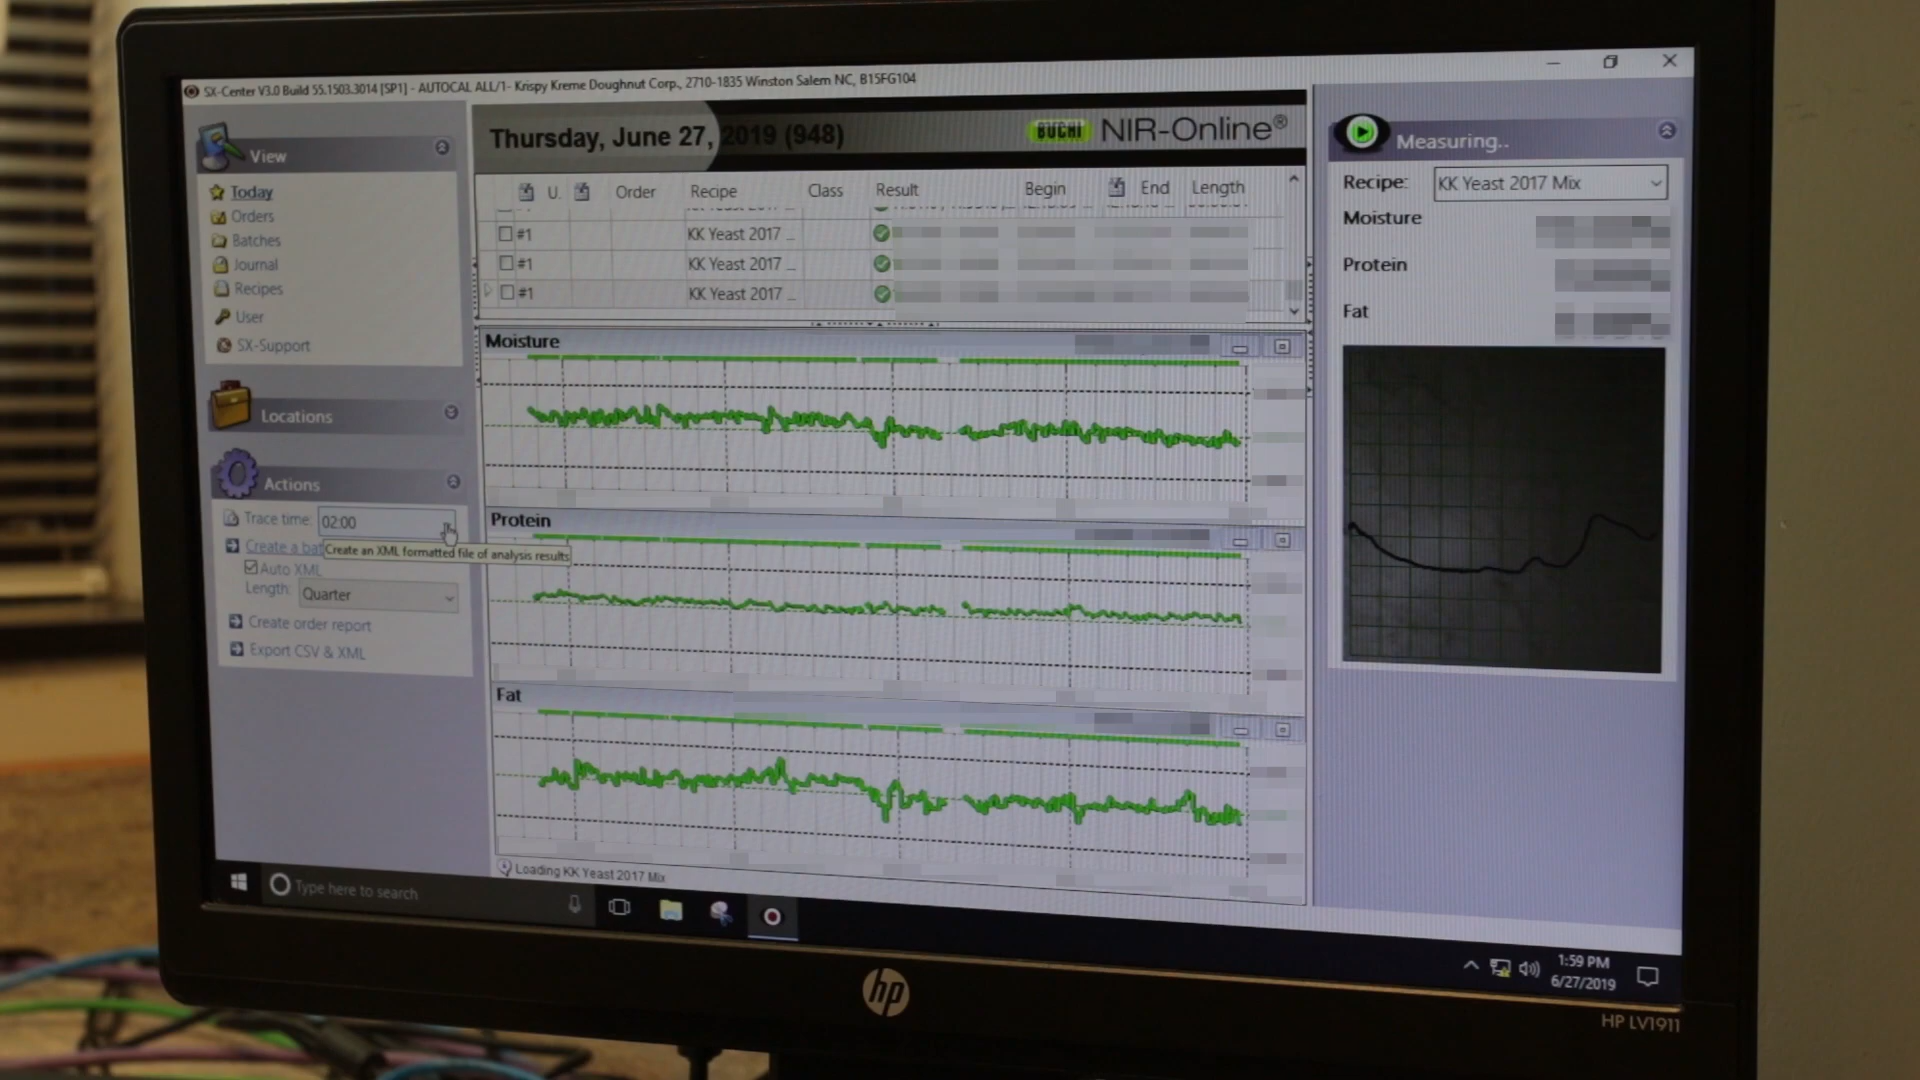 SX-Center V3.0 Build 55.1503.3014 [SP1] - AUTOCAL ALL/1- Krispy Kreme Doughnut Corp., 2710-1835 Winston Salem NC, B15FG104
View
Today
Orders
Batches
Journal
Recipes
User
SX-Support
Locations
Actions
Trace time: 02:00
Create a bat
Create an XML formatted file of analysis results
Auto XML
Length: Quarter
Create order report
Export CSV & XML
Thursday, June 27, 2019 (948)
BUCHI NIR-Online®
U. Order Recipe Class Result Begin End Length
#1 KK Yeast 2017 ...
#1 KK Yeast 2017 ...
#1 KK Yeast 2017 ...
Moisture
Protein
Fat
Loading KK Yeast 2017 Mix
Measuring..
Recipe: KK Yeast 2017 Mix
Moisture
Protein
Fat
Type here to search
1:59 PM
6/27/2019
hp
HP LV1911